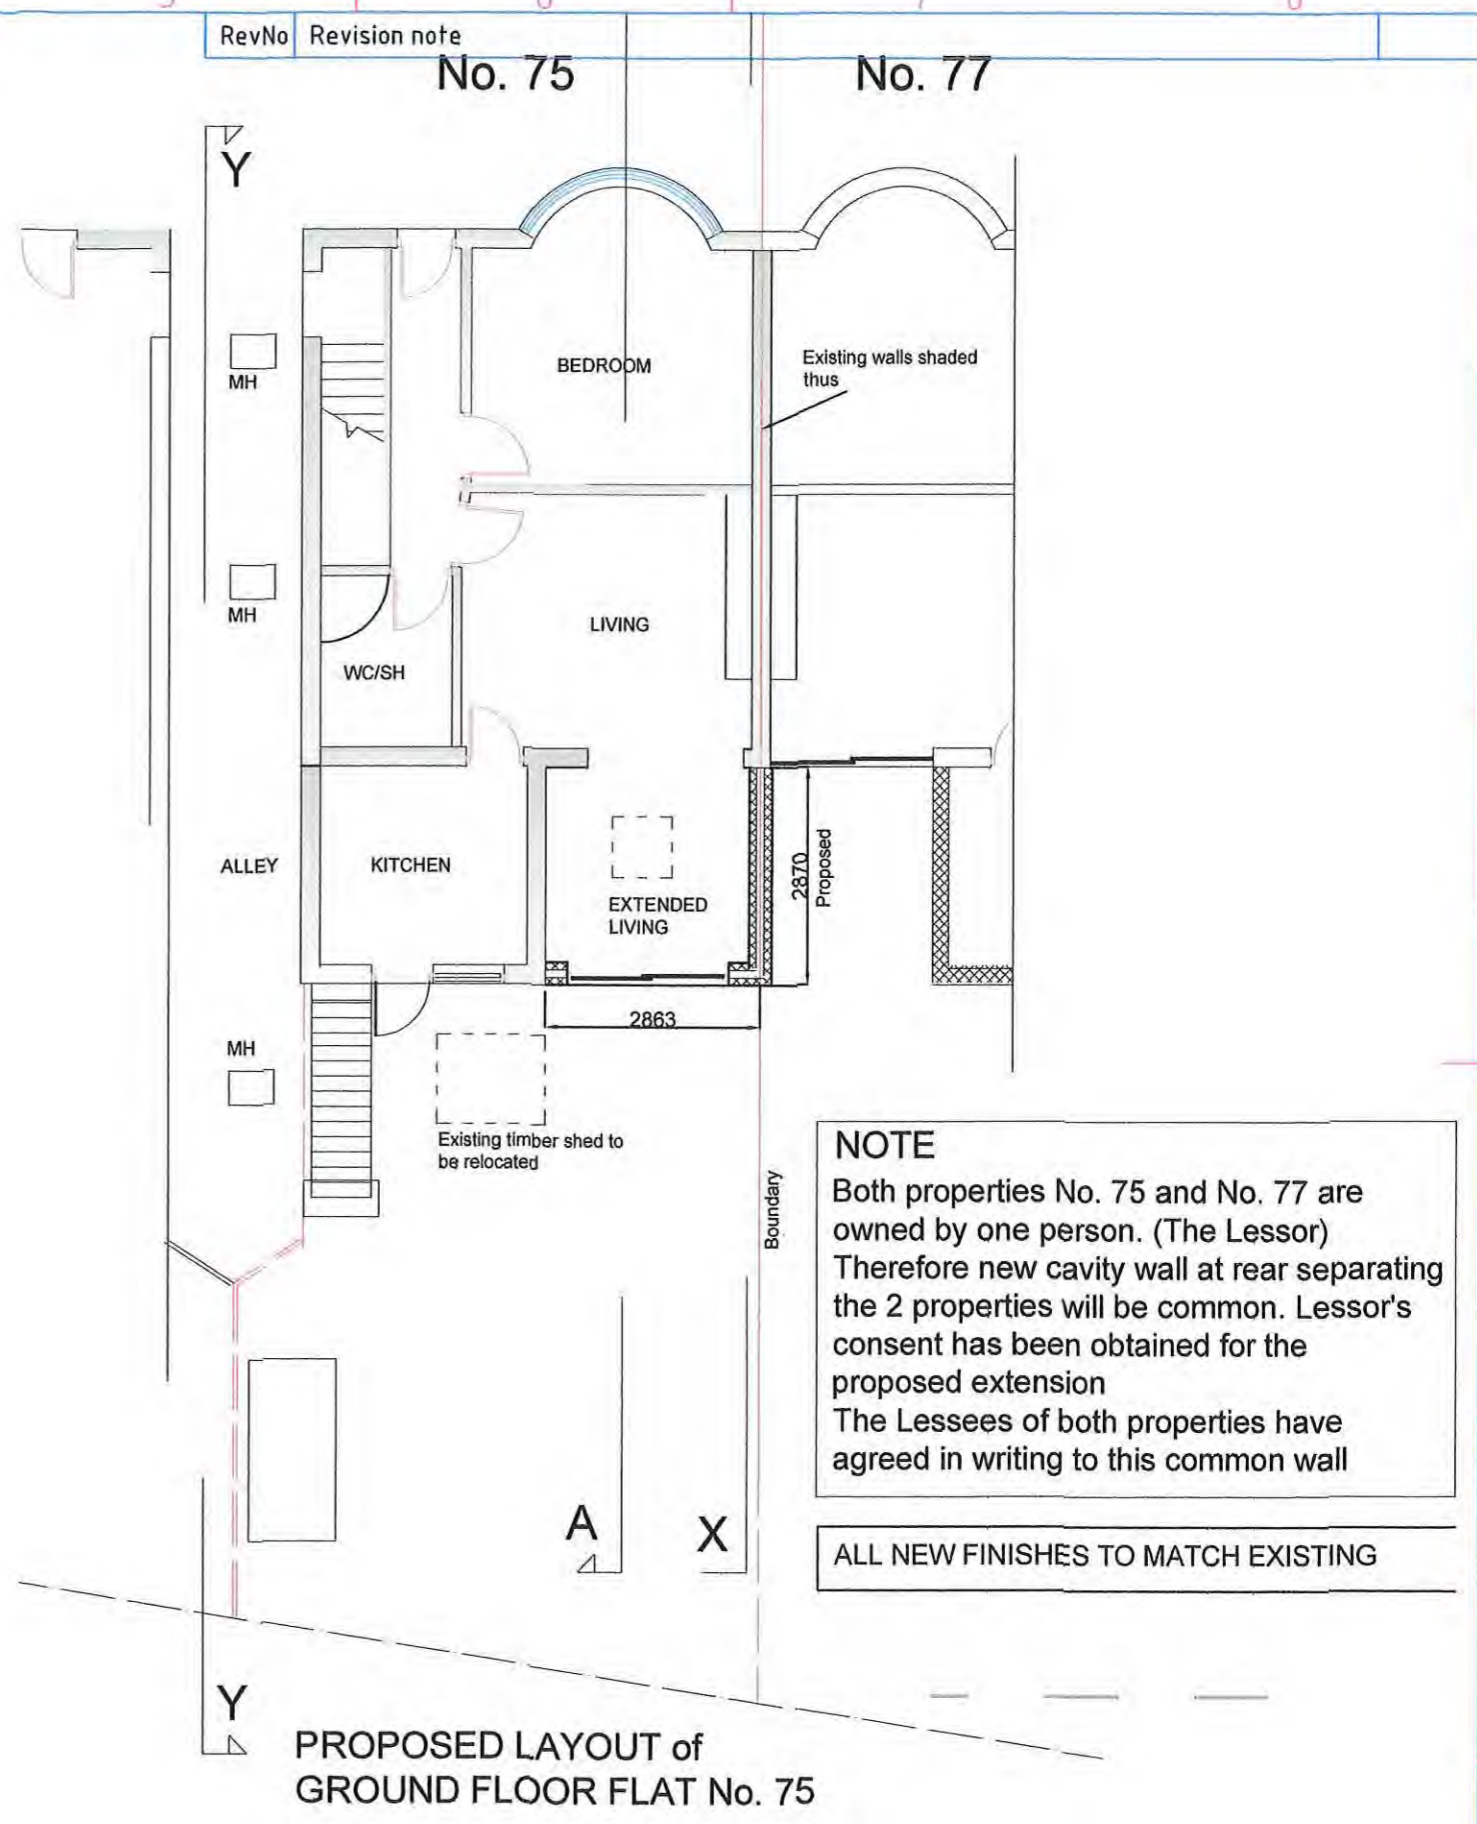 RevNo Revision note
No. 75 No. 77
Y
MH
BEDROOM
Existing walls shaded
thus
MH
LIVING
WC/SH
ALLEY
KITCHEN
EXTENDED
LIVING
2870
Proposed
2863
MH
Existing timber shed to
be relocated
Boundary
NOTE
Both properties No. 75 and No. 77 are
owned by one person. (The Lessor)
Therefore new cavity wall at rear separating
the 2 properties will be common. Lessor's
consent has been obtained for the
proposed extension
The Lessees of both properties have
agreed in writing to this common wall
A
X
ALL NEW FINISHES TO MATCH EXISTING
Y
PROPOSED LAYOUT of
GROUND FLOOR FLAT No. 75